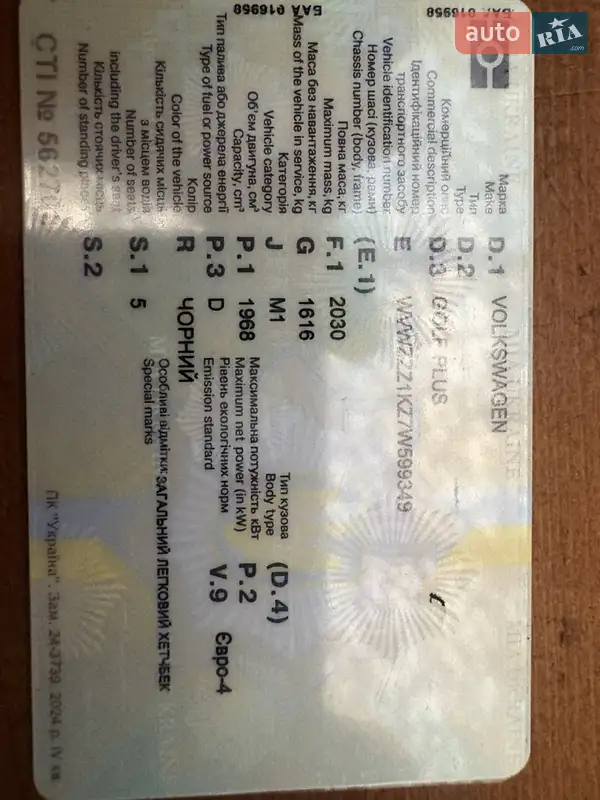 auto RIA .com
Марка
Make
D.1 VOLKSWAGEN
Тип
Type
D.2
Комерційний опис
Commercial description
D.3 GOLF PLUS
Ідентифікаційний номер
транспортного засобу
Vehicle identification number
E WVWZZZ1KZ7W599349
Номер шасі (кузова, рами)
Chassis number (body, frame)
(E.1)
Повна маса, кг
Maximum mass, kg
F.1 2030
Маса без навантаження, кг
Mass of the vehicle in service, kg
G 1616
Категорія
Vehicle category
J M1
Тип кузова
Body type
(D.4)
Об'єм двигуна, см³
Capacity, cm³
P.1 1968
Максимальна потужність кВт
Maximum net power (in kW)
P.2
Тип палива або джерела енергії
Type of fuel or power source
P.3 D
Рівень екологічних норм
Emission standard
V.9 Євро-4
Колір
Color of the vehicle
R ЧОРНИЙ
Кількість сидячих місць
з місцем водія
Number of seats
including the driver's seat
S.1 5
Особливі відмітки ЗАГАЛЬНИЙ ЛЕГКОВИЙ ХЕТЧБЕК
Special marks
Кількість стоячих місць
Number of standing places
S.2
СТІ № 5627
ПК "Україна". Зам. 24-3739. 2024 р. IV кв.
БАА 016958